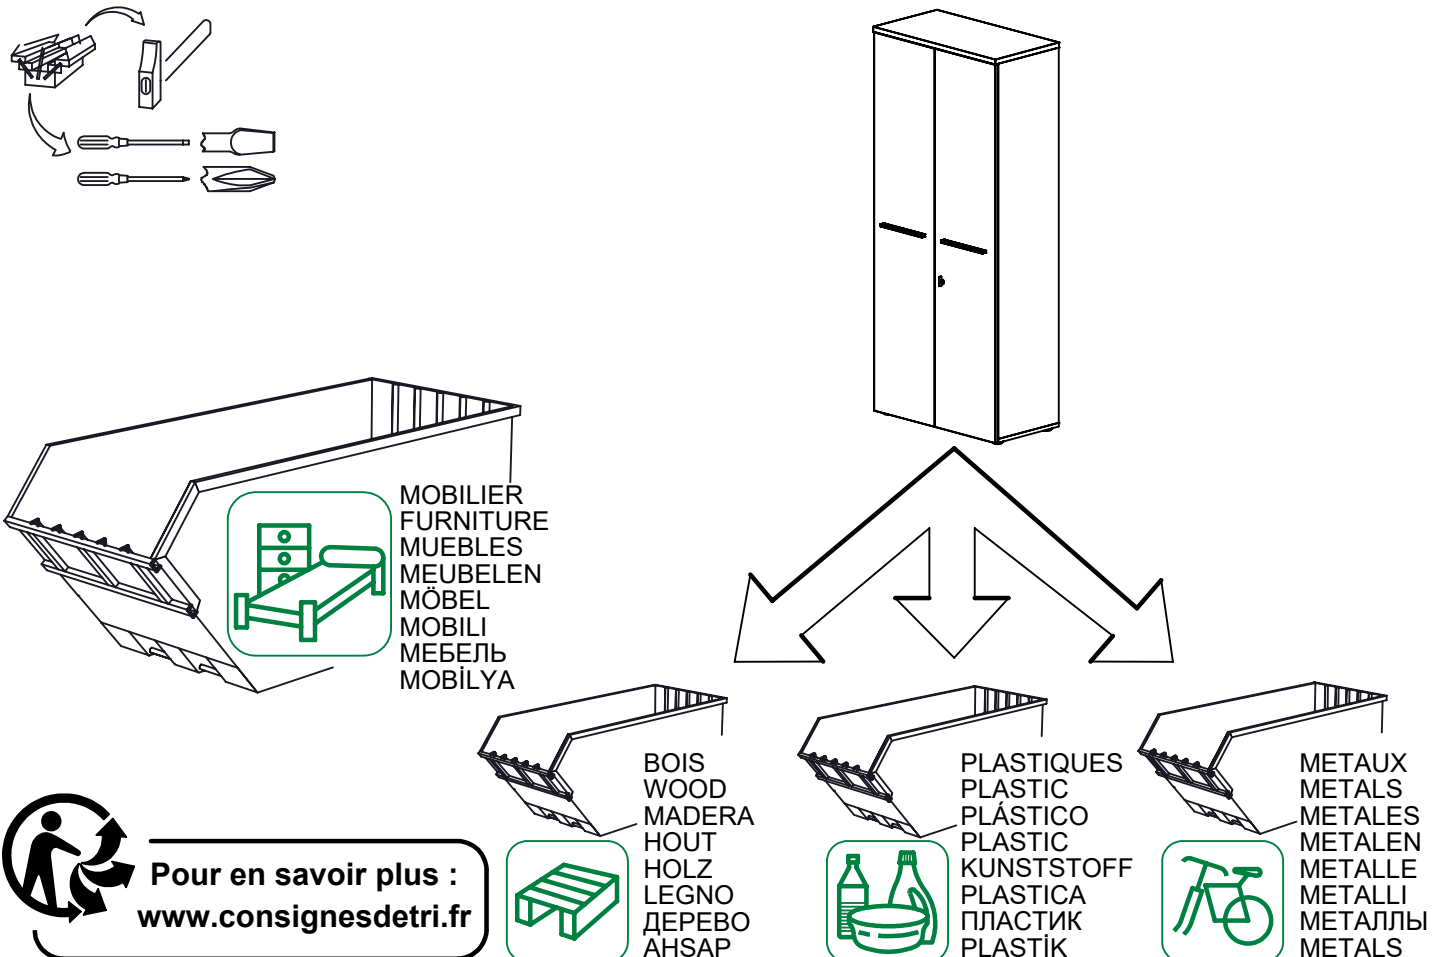 MOBILIER
FURNITURE
MUEBLES
MEUBELEN
MÖBEL
MOBILI
МЕБЕЛЬ
MOBİLYA
BOIS
WOOD
MADERA
HOUT
HOLZ
LEGNO
ДЕРЕВО
AHSAP
PLASTIQUES
PLASTIC
PLÁSTICO
PLASTIC
KUNSTSTOFF
PLASTICA
ПЛАСТИК
PLASTİK
METAUX
METALS
METALES
METALEN
METALLE
METALLI
МЕТАЛЛЫ
METALS
Pour en savoir plus :
www.consignesdetri.fr